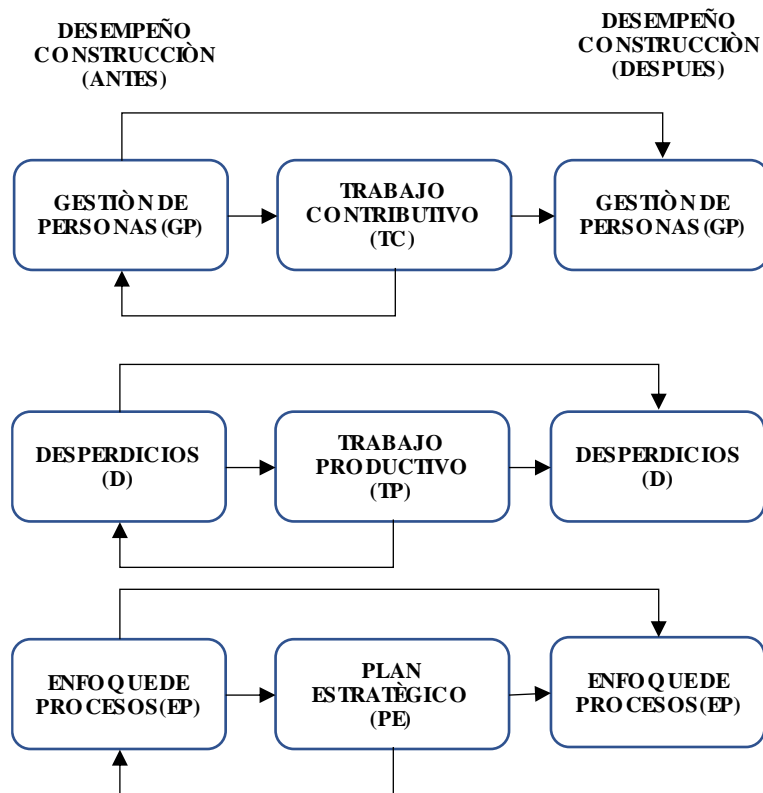 DESEMPEÑO
CONSTRUCCIÒN
(ANTES)
DESEMPEÑO
CONSTRUCCIÒN
(DESPUES)
GESTIÒN DE
PERSONAS (GP)
TRABAJO
CONTRIBUTIVO
(TC)
GESTIÒN DE
PERSONAS (GP)
DESPERDICIOS
(D)
TRABAJO
PRODUCTIVO
(TP)
DESPERDICIOS
(D)
ENFOQUE DE
PROCESOS (EP)
PLAN
ESTRATÈGICO
(PE)
ENFOQUE DE
PROCESOS (EP)